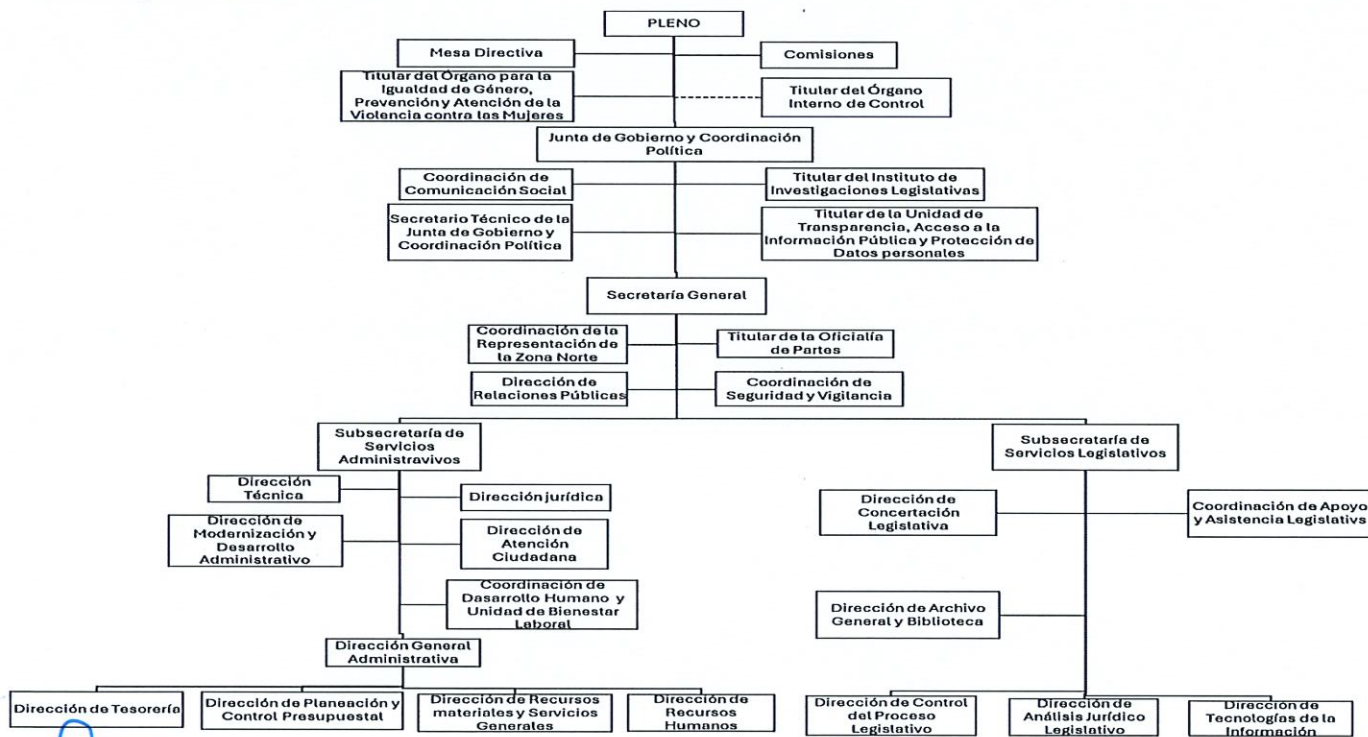 PLENO
Mesa Directiva
Comisiones
Titular del Órgano para la
Igualdad de Género,
Prevención y Atención de la
Violencia contra las Mujeres
Titular del Órgano
Interno de Control
Junta de Gobierno y Coordinación
Política
Coordinación de
Comunicación Social
Titular del Instituto de
Investigaciones Legislativas
Secretario Técnico de la
Junta de Gobierno y
Coordinación Política
Titular de la Unidad de
Transparencia, Acceso a la
Información Pública y Protección de
Datos personales
Secretaría General
Coordinación de la
Representación de
la Zona Norte
Titular de la Oficialía
de Partes
Dirección de
Relaciones Públicas
Coordinación de
Seguridad y Vigilancia
Subsecretaría de
Servicios
Administravivos
Subsecretaría de
Servicios Legislativos
Dirección
Técnica
Dirección jurídica
Dirección de
Concertación
Legislativa
Coordinación de Apoyo
y Asistencia Legislativs
Dirección de
Modernización y
Desarrollo
Administrativo
Dirección de
Atención
Ciudadana
Coordinación de
Dasarrollo Humano y
Unidad de Bienestar
Laboral
Dirección de Archivo
General y Biblioteca
Dirección General
Administrativa
Dirección de Tesorería
Dirección de Planeación y
Control Presupuestal
Dirección de Recursos
materiales y Servicios
Generales
Dirección de
Recursos
Humanos
Dirección de Control
del Proceso
Legislativo
Dirección de
Análisis Jurídico
Legislativo
Dirección de
Tecnologías de la
Información